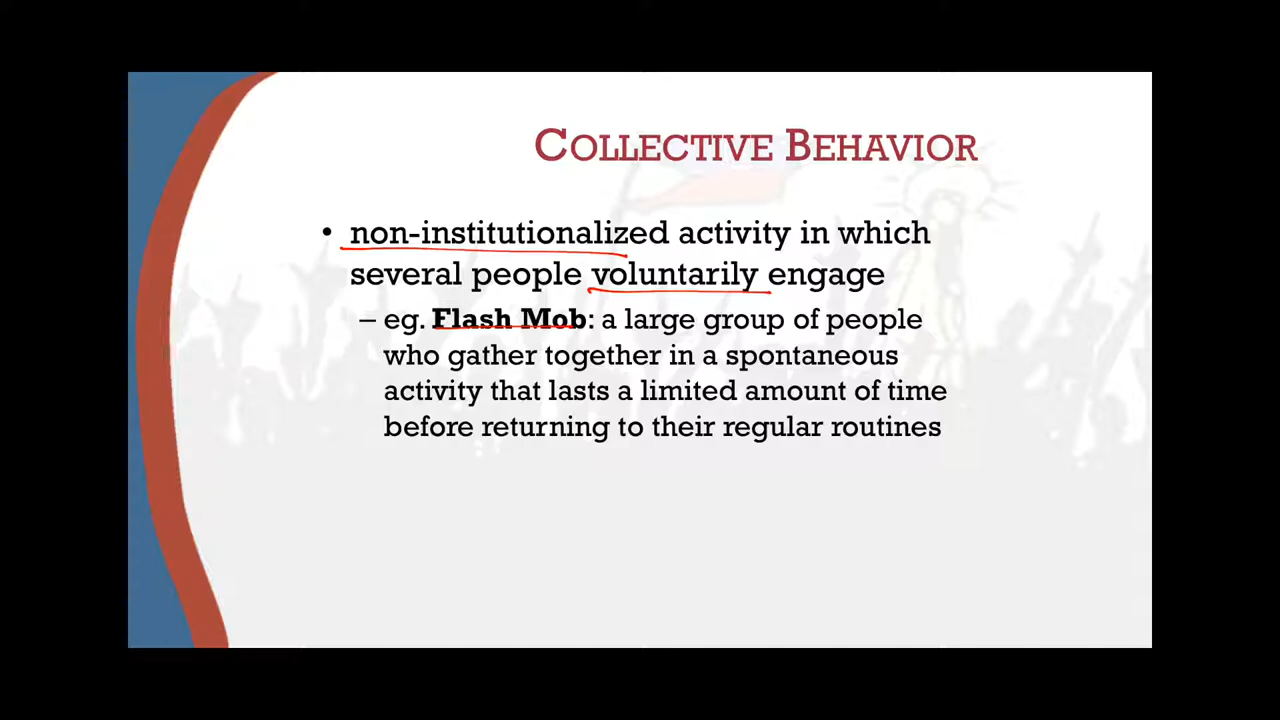 COLLECTIVE BEHAVIOR
• non-institutionalized activity in which
several people voluntarily engage
– eg. Flash Mob: a large group of people
who gather together in a spontaneous
activity that lasts a limited amount of time
before returning to their regular routines